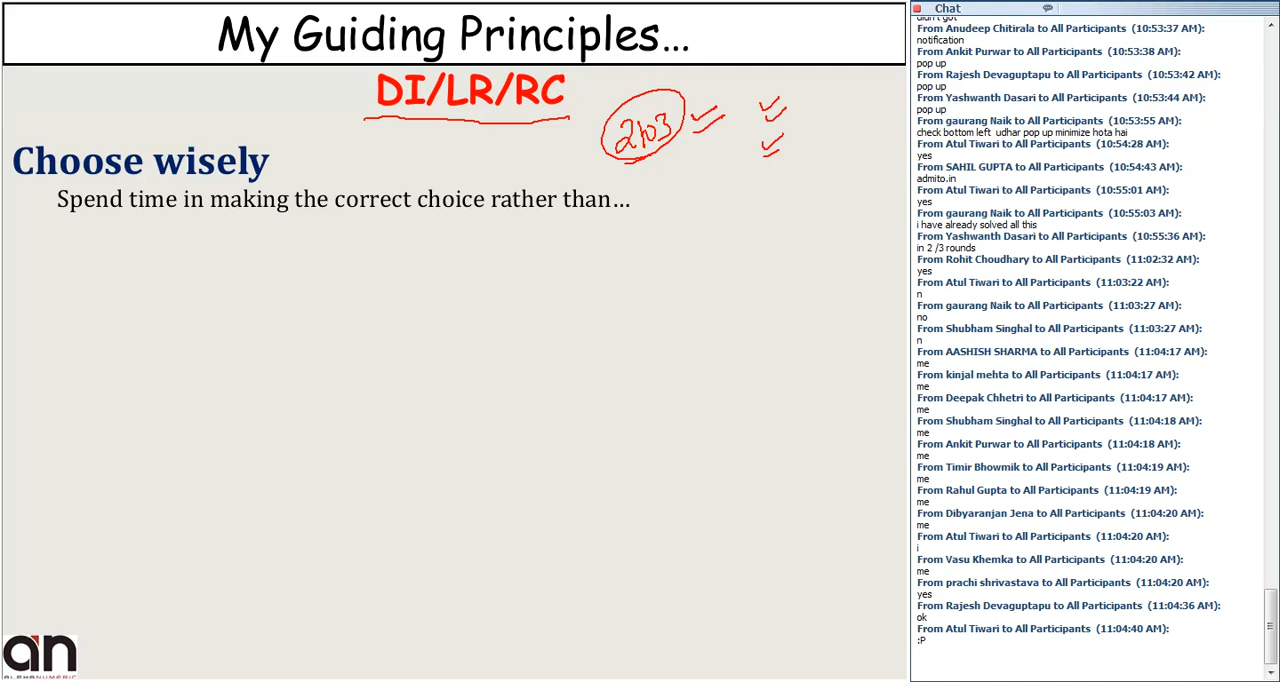 My Guiding Principles...
DI/LR/RC
Choose wisely
Spend time in making the correct choice rather than...
an
ALPHANUMERIC
Chat
didn't got
From Anudeep Chitirala to All Participants (10:53:37 AM):
notification
From Ankit Purwar to All Participants (10:53:38 AM):
pop up
From Rajesh Devaguptapu to All Participants (10:53:42 AM):
pop up
From Yashwanth Dasari to All Participants (10:53:44 AM):
pop up
From gaurang Naik to All Participants (10:53:55 AM):
check bottom left udhar pop up minimize hota hai
From Atul Tiwari to All Participants (10:54:28 AM):
yes
From SAHIL GUPTA to All Participants (10:54:43 AM):
admito.in
From Atul Tiwari to All Participants (10:55:01 AM):
yes
From gaurang Naik to All Participants (10:55:03 AM):
i have already solved all this
From Yashwanth Dasari to All Participants (10:55:36 AM):
in 2 /3 rounds
From Rohit Choudhary to All Participants (11:02:32 AM):
yes
From Atul Tiwari to All Participants (11:03:22 AM):
n
From gaurang Naik to All Participants (11:03:27 AM):
no
From Shubham Singhal to All Participants (11:03:27 AM):
n
From AASHISH SHARMA to All Participants (11:04:17 AM):
me
From kinjal mehta to All Participants (11:04:17 AM):
me
From Deepak Chhetri to All Participants (11:04:17 AM):
me
From Shubham Singhal to All Participants (11:04:18 AM):
me
From Ankit Purwar to All Participants (11:04:18 AM):
me
From Timir Bhowmik to All Participants (11:04:19 AM):
me
From Rahul Gupta to All Participants (11:04:19 AM):
me
From Dibyaranjan Jena to All Participants (11:04:20 AM):
me
From Atul Tiwari to All Participants (11:04:20 AM):
i
From Vasu Khemka to All Participants (11:04:20 AM):
me
From prachi shrivastava to All Participants (11:04:20 AM):
yes
From Rajesh Devaguptapu to All Participants (11:04:36 AM):
ok
From Atul Tiwari to All Participants (11:04:40 AM):
:P